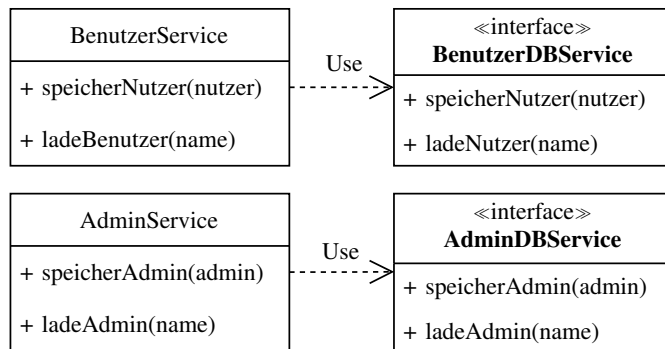 BenutzerService
+ speicherNutzer(nutzer)
+ ladeBenutzer(name)
Use
≪interface≫
BenutzerDBService
+ speicherNutzer(nutzer)
+ ladeNutzer(name)
AdminService
+ speicherAdmin(admin)
+ ladeAdmin(name)
Use
≪interface≫
AdminDBService
+ speicherAdmin(admin)
+ ladeAdmin(name)